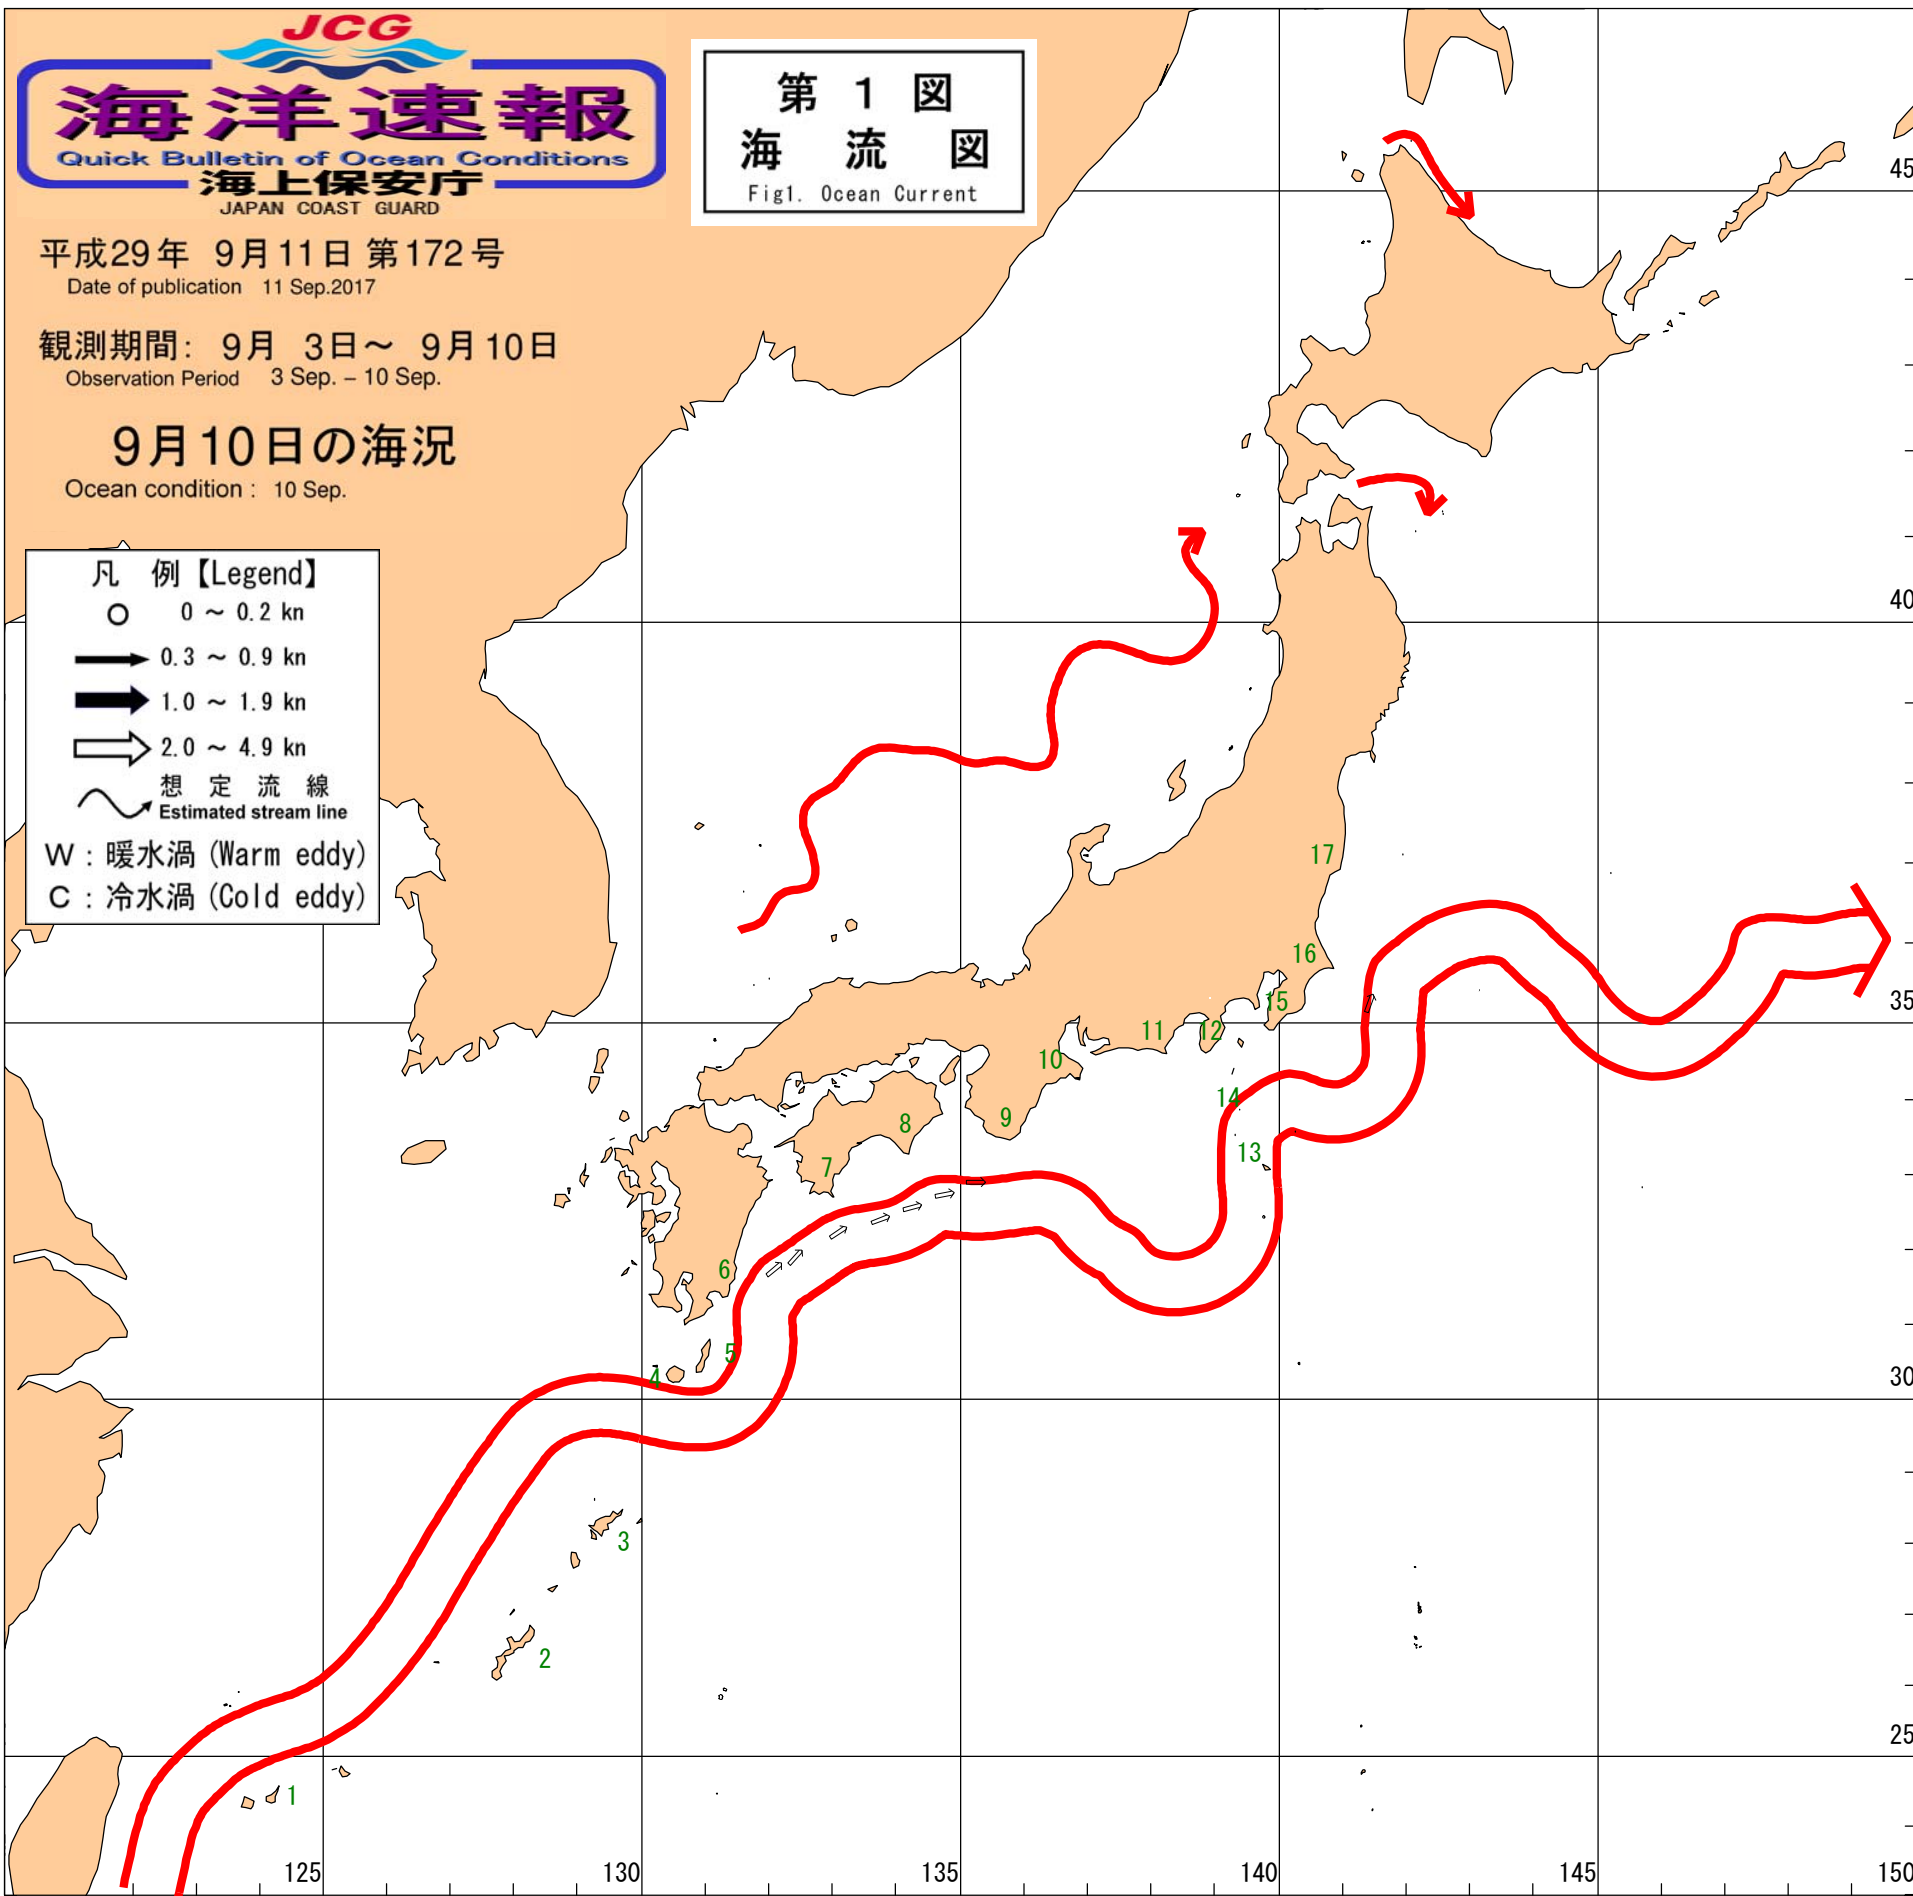 JCG
海洋速報
Quick Bulletin of Ocean Conditions
海上保安庁
JAPAN COAST GUARD
平成29年 9月11日 第172号
Date of publication 11 Sep.2017
観測期間: 9月 3日～ 9月10日
Observation Period 3 Sep. – 10 Sep.
9月10日の海況
Ocean condition : 10 Sep.
第 1 図
海 流 図
Fig1. Ocean Current
凡 例【Legend】
0 ～ 0.2 kn
0.3 ～ 0.9 kn
1.0 ～ 1.9 kn
2.0 ～ 4.9 kn
想 定 流 線
Estimated stream line
W : 暖水渦 (Warm eddy)
C : 冷水渦 (Cold eddy)
45
40
17
16
35
15
11
12
10
14
9
8
13
7
6
5
4
30
3
2
25
1
125
130
135
140
145
150